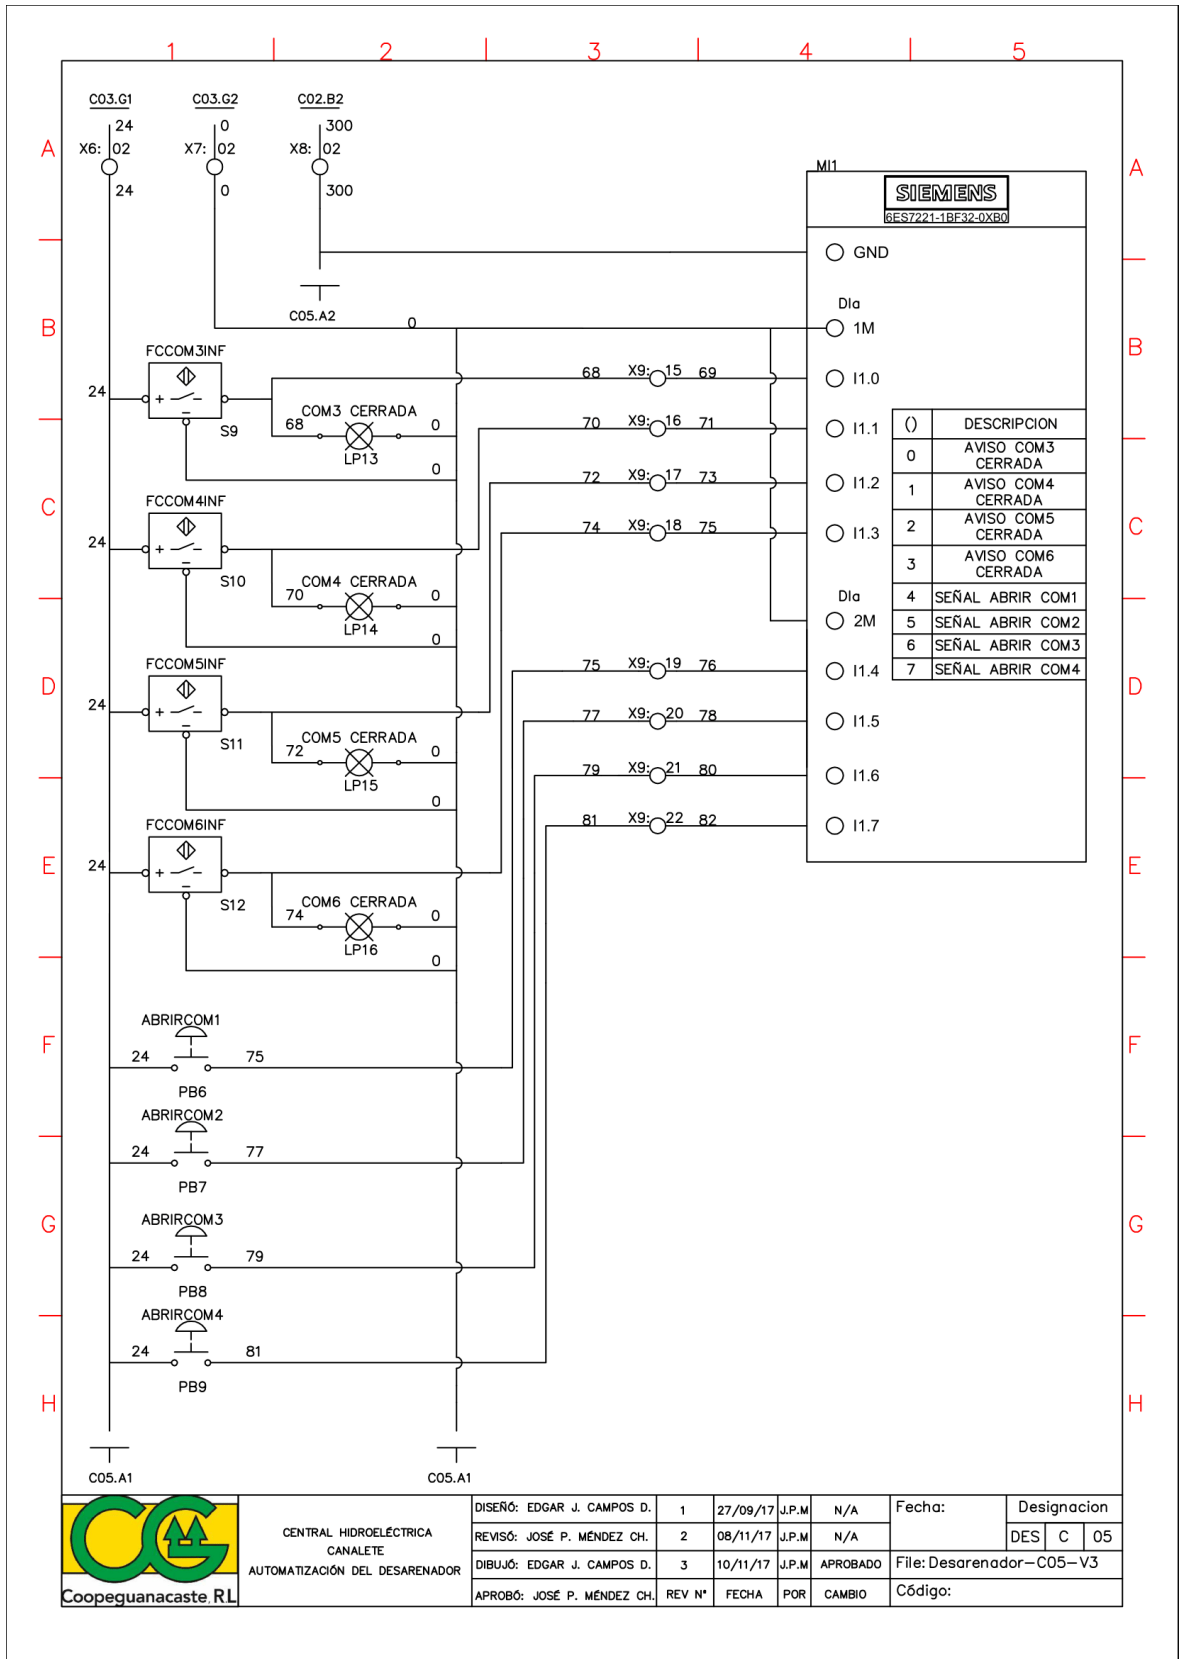 1 2 3 4 5
C03.G1 C03.G2 C02.B2
24 0 300
A X6: 02 X7: 02 X8: 02 A
24 0 300
MI1
SIEMENS
6ES7221-1BF32-0XB0
GND
DIa
C05.A2
B 0 1M B
FCCOM3INF
24 + - 68 X9: 15 69 I1.0
S9
COM3 CERRADA
68 0
LP13
70 X9: 16 71 I1.1
() DESCRIPCION
0 AVISO COM3
CERRADA
1 AVISO COM4
CERRADA
2 AVISO COM5
CERRADA
3 AVISO COM6
CERRADA
4 SEÑAL ABRIR COM1
5 SEÑAL ABRIR COM2
6 SEÑAL ABRIR COM3
7 SEÑAL ABRIR COM4
0
72 X9: 17 73 I1.2
C C
FCCOM4INF
74 X9: 18 75 I1.3
24 + -
S10
COM4 CERRADA
70 0
LP14
DIa
2M
0
FCCOM5INF
75 X9: 19 76 I1.4
D D
24 + -
77 X9: 20 78 I1.5
S11
COM5 CERRADA
72 0
LP15
79 X9: 21 80 I1.6
0
FCCOM6INF
81 X9: 22 82 I1.7
E E
24 + -
S12
COM6 CERRADA
74 0
LP16
0
ABRIRCOM1
F F
24 75
PB6
ABRIRCOM2
24 77
PB7
ABRIRCOM3
G G
24 79
PB8
ABRIRCOM4
24 81
PB9
H H
C05.A1 C05.A1
CG
Coopeguanacaste, R.L
CENTRAL HIDROELÉCTRICA
CANALETE
AUTOMATIZACIÓN DEL DESARENADOR
DISEÑÓ: EDGAR J. CAMPOS D. 1 27/09/17 J.P.M N/A
REVISÓ: JOSÉ P. MÉNDEZ CH. 2 08/11/17 J.P.M N/A
DIBUJÓ: EDGAR J. CAMPOS D. 3 10/11/17 J.P.M APROBADO
APROBÓ: JOSÉ P. MÉNDEZ CH. REV N° FECHA POR CAMBIO
Fecha: Designacion
DES C 05
File: Desarenador-C05-V3
Código: